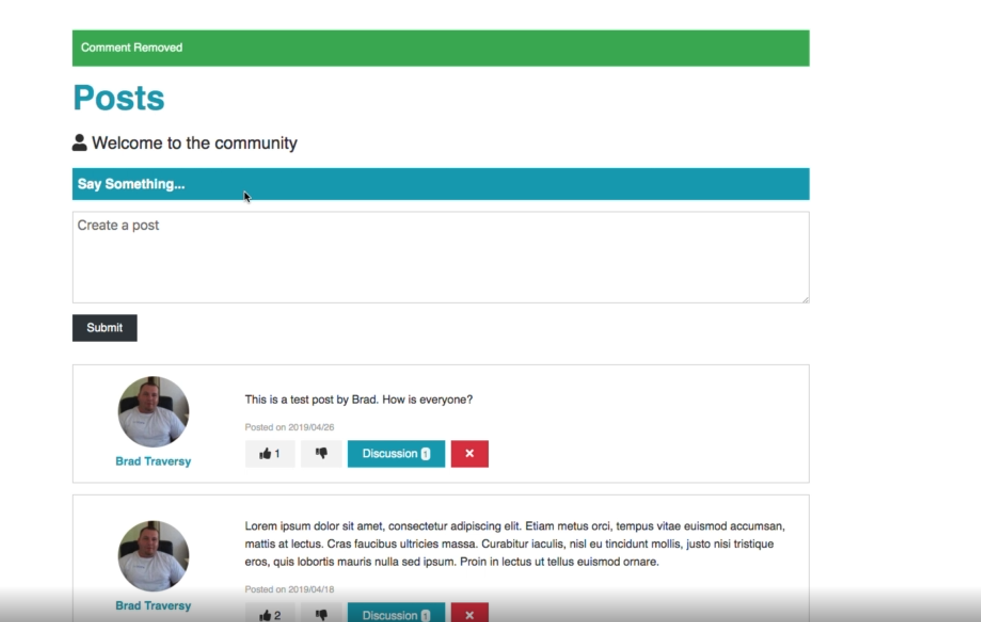 Comment Removed
Posts
Welcome to the community
Say Something...
Create a post
Submit
This is a test post by Brad. How is everyone?
Posted on 2019/04/26
1
Discussion 1
Brad Traversy
Lorem ipsum dolor sit amet, consectetur adipiscing elit. Etiam metus orci, tempus vitae euismod accumsan,
mattis at lectus. Cras faucibus ultricies massa. Curabitur iaculis, nisl eu tincidunt mollis, justo nisi tristique
eros, quis lobortis mauris nulla sed ipsum. Proin in lectus ut tellus euismod ornare.
Posted on 2019/04/18
Brad Traversy
2
Discussion 1